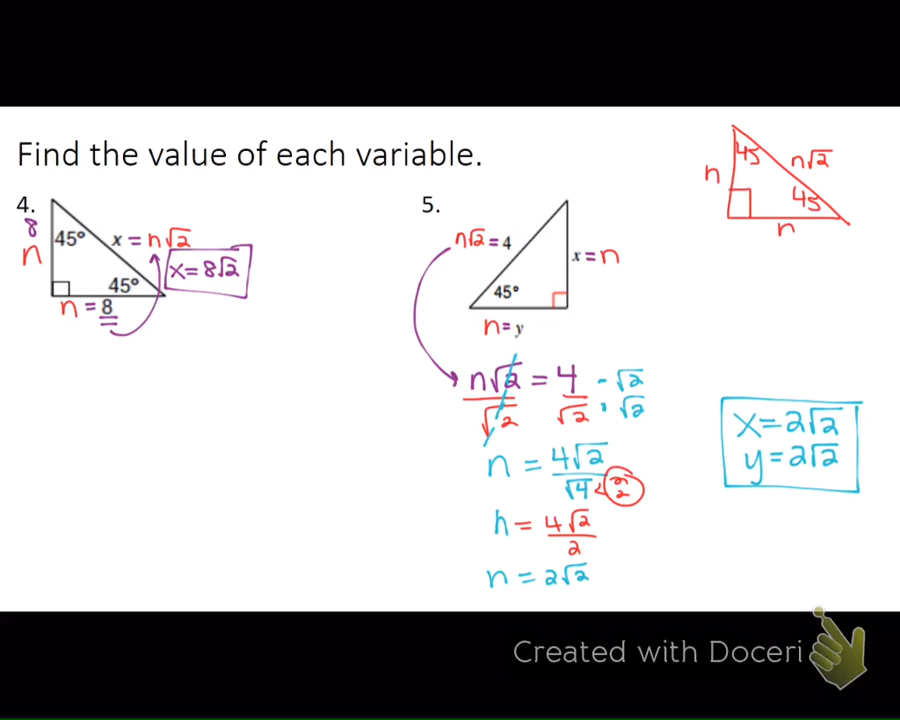 Find the value of each variable.
4.
8
n
45°
x = n√2
x = 8√2
45°
n = 8
5.
n√2 = 4
x = n
45°
n = y
n√2 = 4 · √2
√2 √2 · √2
n = 4√2
√4 < 2 2
n = 4√2
2
n = 2√2
45
n
n√2
45
n
x = 2√2
y = 2√2
Created with Doceri